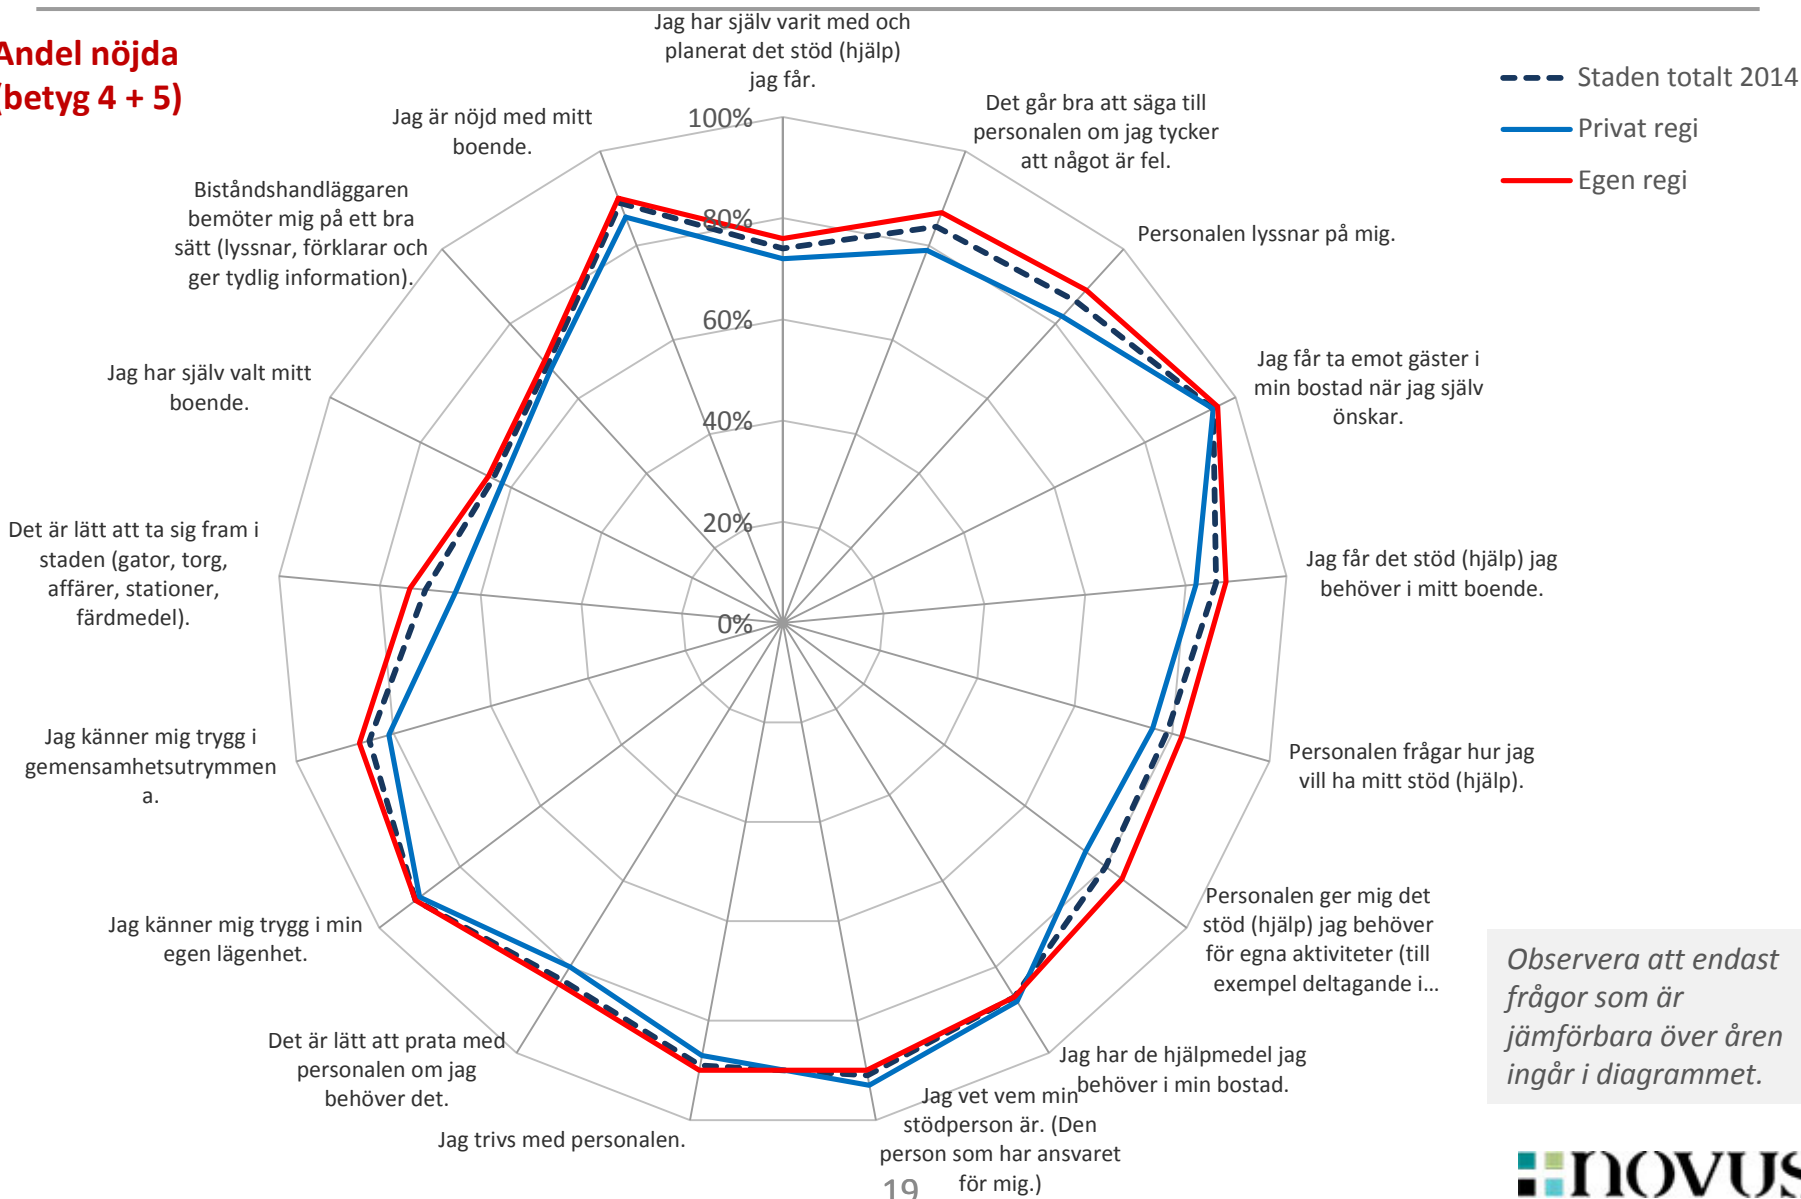 Andel nöjda
(betyg 4 + 5)
Jag har själv varit med och
planerat det stöd (hjälp)
jag får.
Det går bra att säga till
personalen om jag tycker
att något är fel.
Personalen lyssnar på mig.
Jag får ta emot gäster i
min bostad när jag själv
önskar.
Jag får det stöd (hjälp) jag
behöver i mitt boende.
Personalen frågar hur jag
vill ha mitt stöd (hjälp).
Personalen ger mig det
stöd (hjälp) jag behöver
för egna aktiviteter (till
exempel deltagande i…
Jag har de hjälpmedel jag
behöver i min bostad.
Jag vet vem min
stödperson är. (Den
person som har ansvaret
för mig.)
Jag trivs med personalen.
Det är lätt att prata med
personalen om jag
behöver det.
Jag känner mig trygg i min
egen lägenhet.
Jag känner mig trygg i
gemensamhetsutrymmen
a.
Det är lätt att ta sig fram i
staden (gator, torg,
affärer, stationer,
färdmedel).
Jag har själv valt mitt
boende.
Biståndshandläggaren
bemöter mig på ett bra
sätt (lyssnar, förklarar och
ger tydlig information).
Jag är nöjd med mitt
boende.
100%
80%
60%
40%
20%
0%
Staden totalt 2014
Privat regi
Egen regi
Observera att endast
frågor som är
jämförbara över åren
ingår i diagrammet.
19
novus